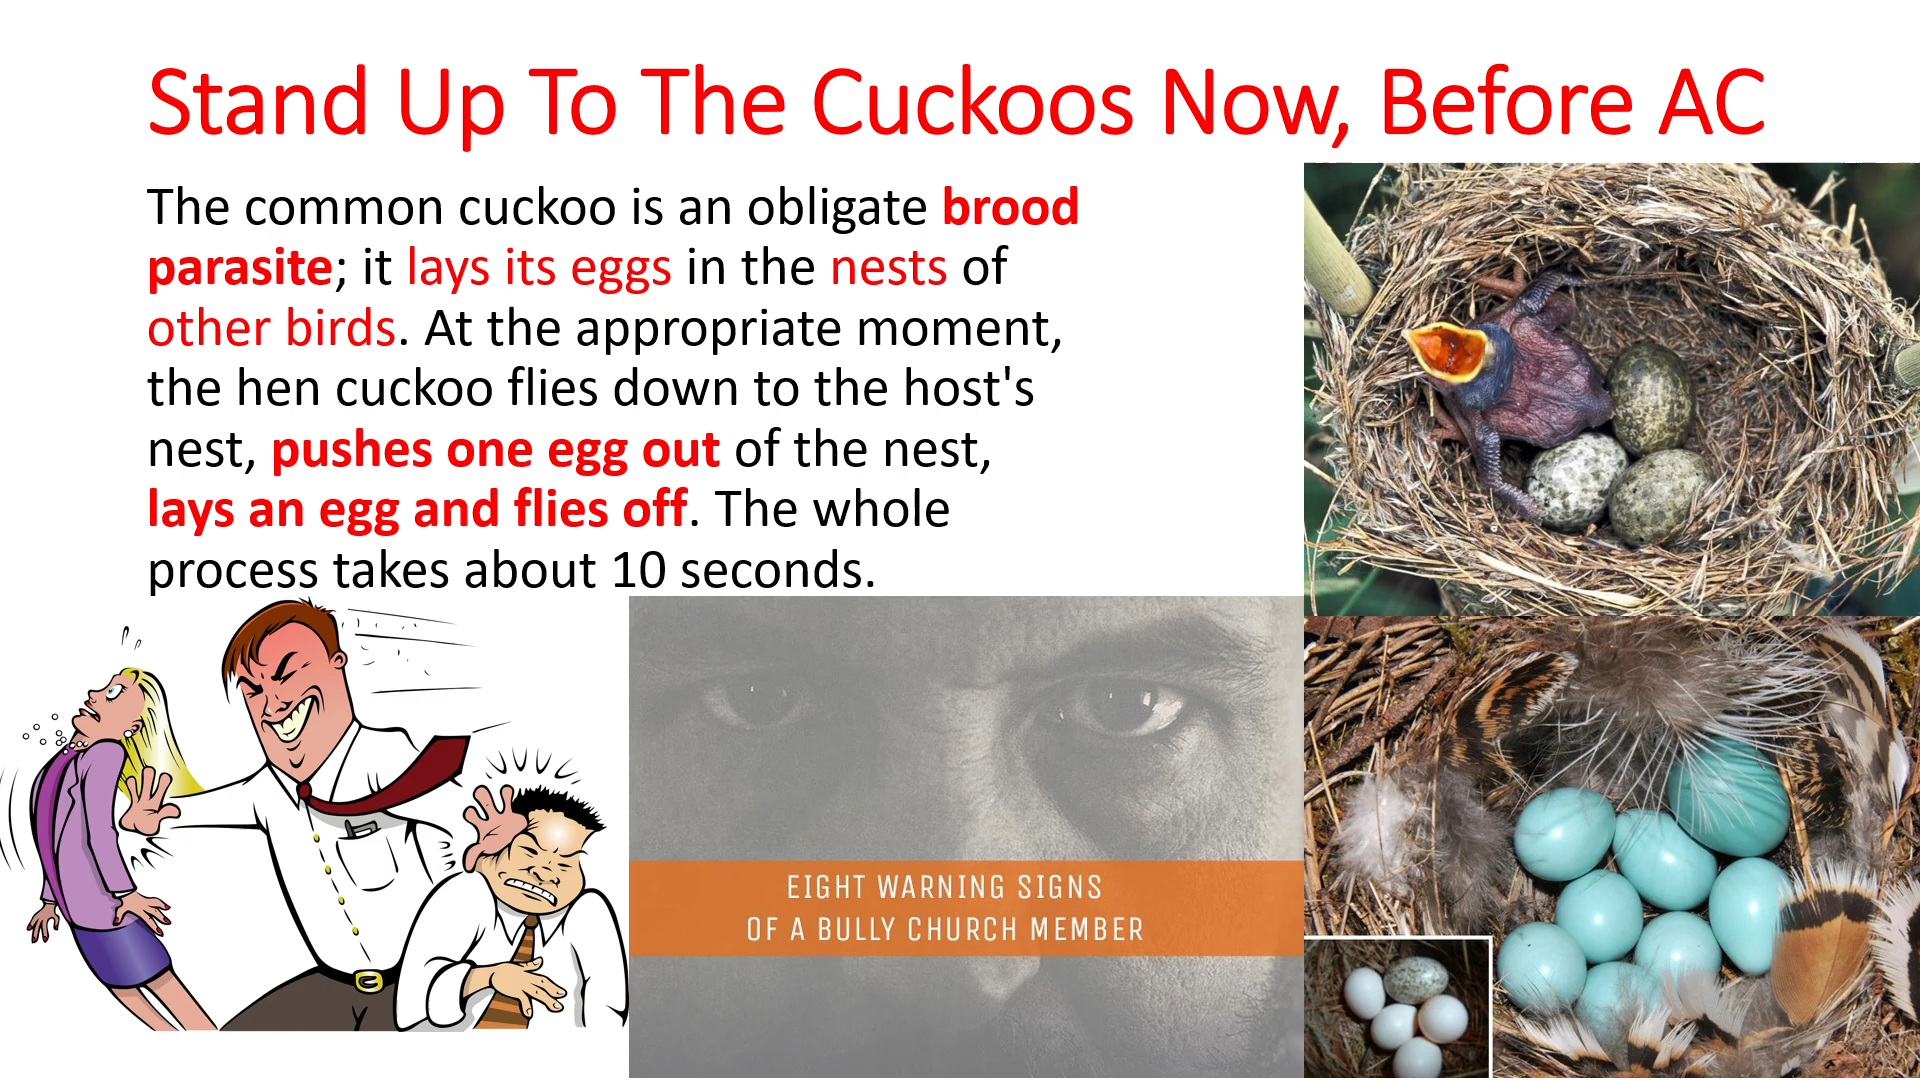 Stand Up To The Cuckoos Now, Before AC
The common cuckoo is an obligate brood
parasite; it lays its eggs in the nests of
other birds. At the appropriate moment,
the hen cuckoo flies down to the host's
nest, pushes one egg out of the nest,
lays an egg and flies off. The whole
process takes about 10 seconds.
EIGHT WARNING SIGNS
OF A BULLY CHURCH MEMBER